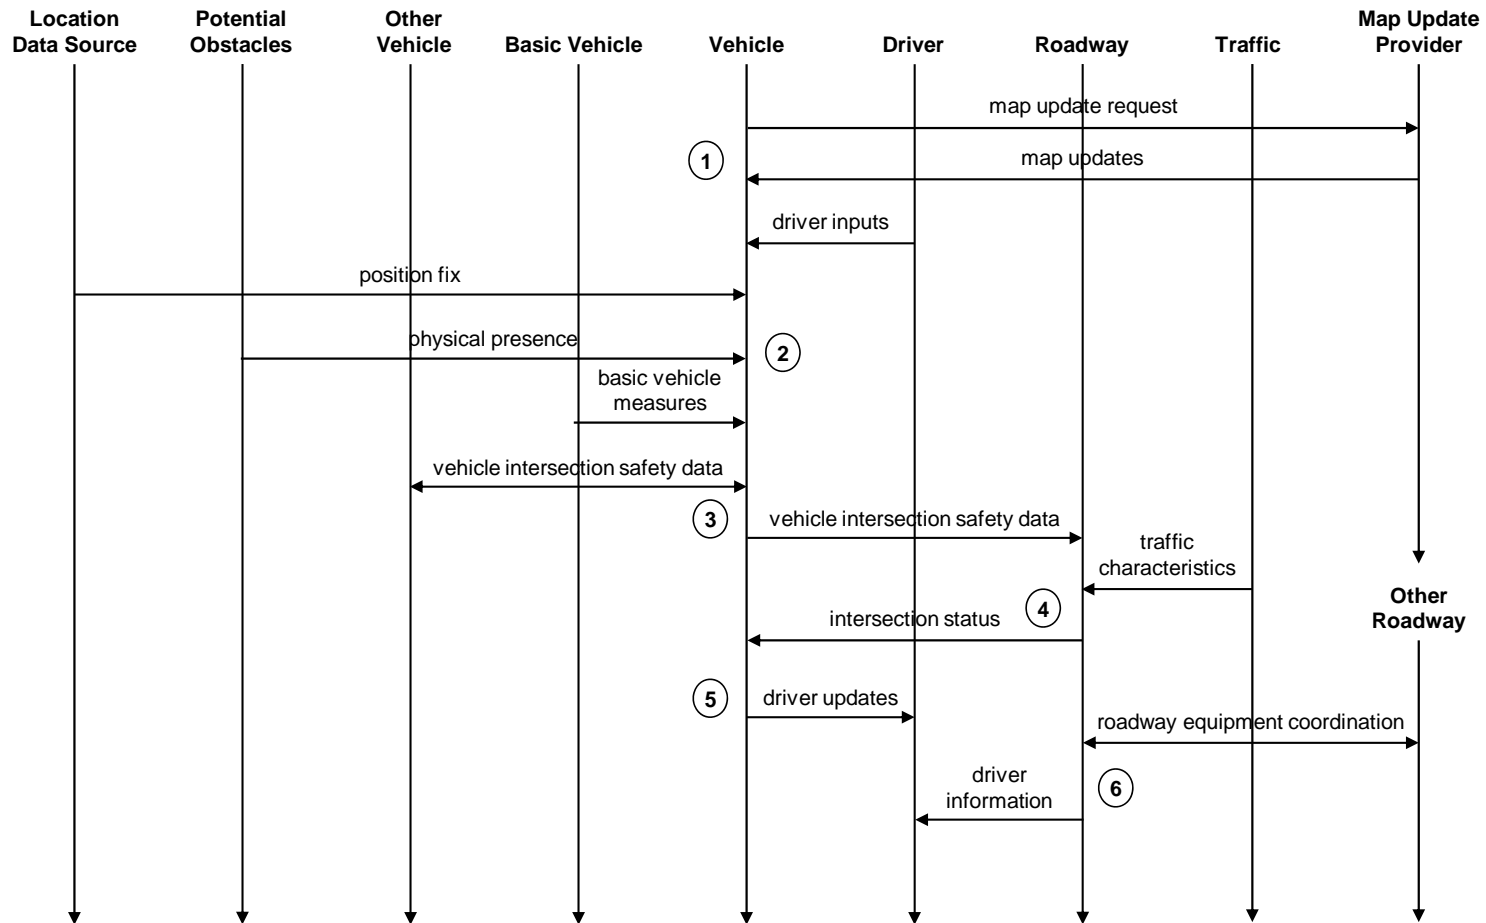 Location
Data Source
Potential
Obstacles
Other
Vehicle
Basic Vehicle
Vehicle
Driver
Roadway
Traffic
Map Update
Provider
map update request
1
map updates
driver inputs
position fix
physical presence
2
basic vehicle
measures
vehicle intersection safety data
3
vehicle intersection safety data
traffic
characteristics
4
Other
Roadway
intersection status
5
driver updates
roadway equipment coordination
driver
information
6